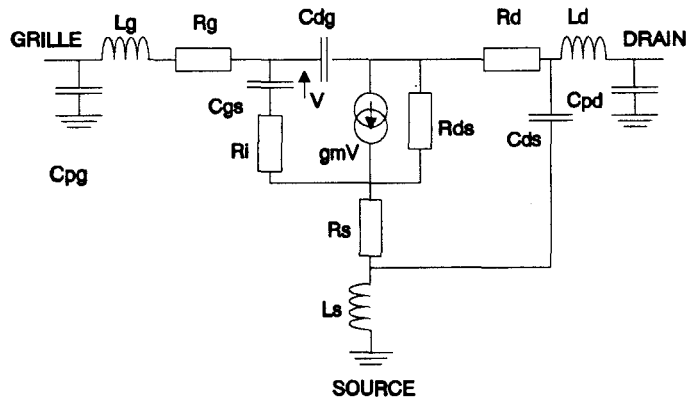 Lg
Rg
Cdg
Rd
Ld
GRILLE
DRAIN
Cgs
V
Cpd
Ri
gmV
Rds
Cds
Cpg
Rs
Ls
SOURCE